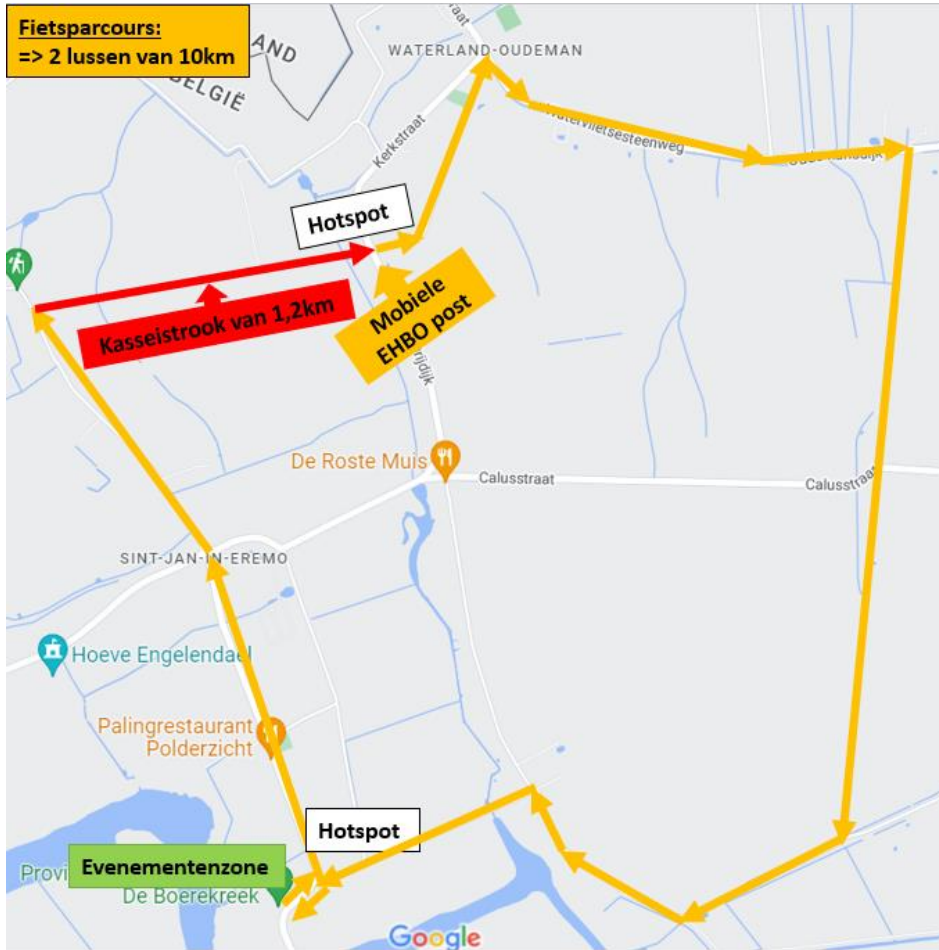 Fietsparcours:
=> 2 lussen van 10km
LAND
BELGIË
WATERLAND-OUDEMAN
Kerkstraat
Watervlietsesteenweg
Hotspot
Kasseistrook van 1,2km
Mobiele
EHBO post
De Roste Muis
Calusstraat
Calusstraat
SINT-JAN-IN-EREMO
Hoeve Engelendael
Palingrestaurant
Polderzicht
Hotspot
Evenementenzone
De Boerekreek
Google